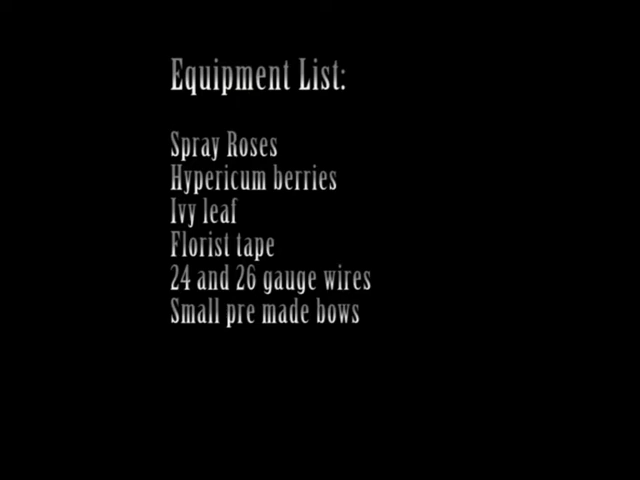 Equipment List:
Spray Roses
Hypericum berries
Ivy leaf
Florist tape
24 and 26 gauge wires
Small pre made bows